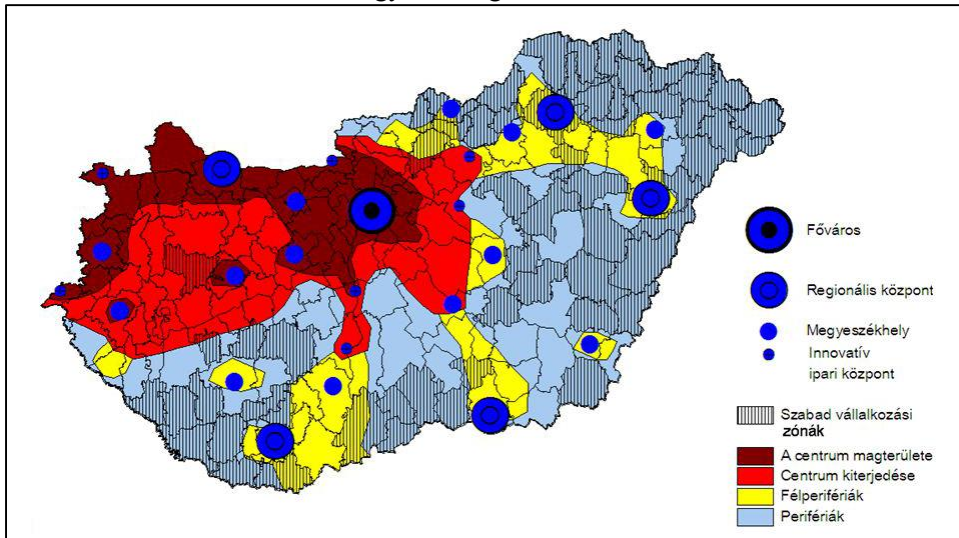 Főváros
Regionális központ
Megyeszékhely
Innovatív
ipari központ
Szabad vállalkozási
zónák
A centrum magterülete
Centrum kiterjedése
Félperifériák
Perifériák